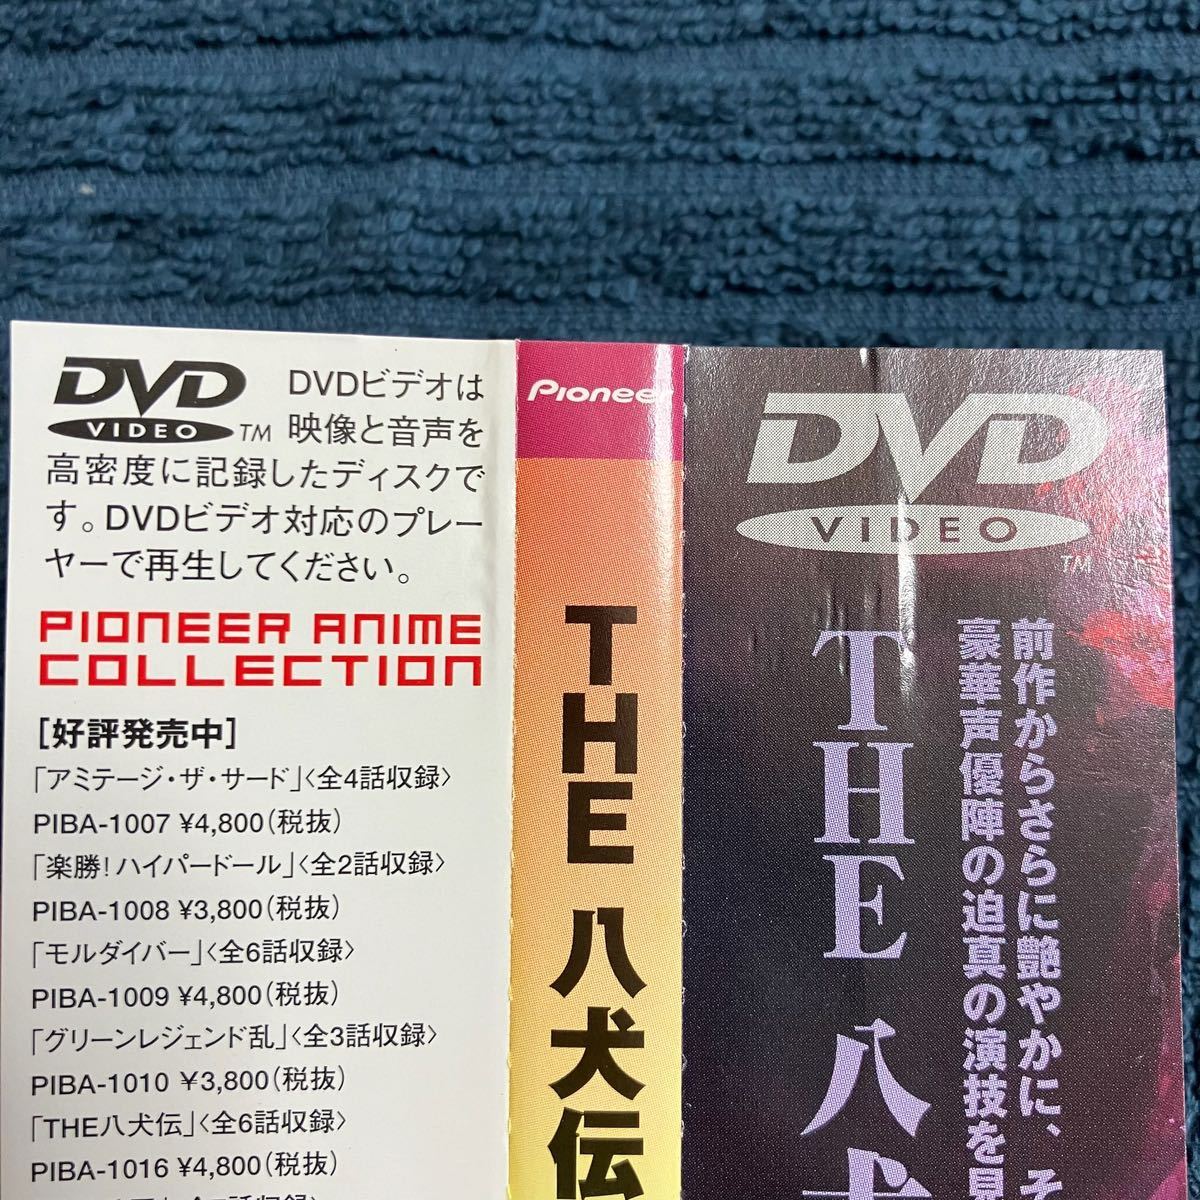 DVD
VIDEO TM
DVDビデオは
映像と音声を
高密度に記録したディスクで
す。DVDビデオ対応のプレー
ヤーで再生してください。
PIONEER ANIME
COLLECTION
[好評発売中]
「アミテージ・ザ・サード」〈全4話収録〉
PIBA-1007 ¥4,800(税抜)
「楽勝!ハイパードール」〈全2話収録〉
PIBA-1008 ¥3,800(税抜)
「モルダイバー」〈全6話収録〉
PIBA-1009 ¥4,800(税抜)
「グリーンレジェンド乱」〈全3話収録〉
PIBA-1010 ¥3,800(税抜)
「THE八犬伝」〈全6話収録〉
PIBA-1016 ¥4,800(税抜)
Pioneer
THE 八犬伝
DVD
VIDEO
TM
前作からさらに艶やかに、そ
豪華声優陣の迫真の演技を見
THE 八犬